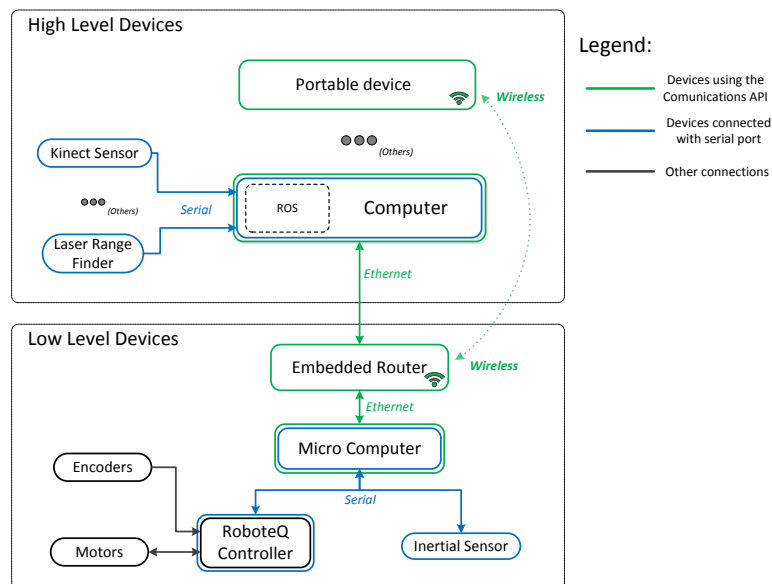 High Level Devices
Portable device
Wireless
(Others)
Kinect Sensor
(Others)
Serial
ROS
Computer
Laser Range
Finder
Ethernet
Low Level Devices
Embedded Router
Wireless
Ethernet
Micro Computer
Encoders
Serial
RoboteQ
Controller
Motors
Inertial Sensor
Legend:
Devices using the
Comunications API
Devices connected
with serial port
Other connections